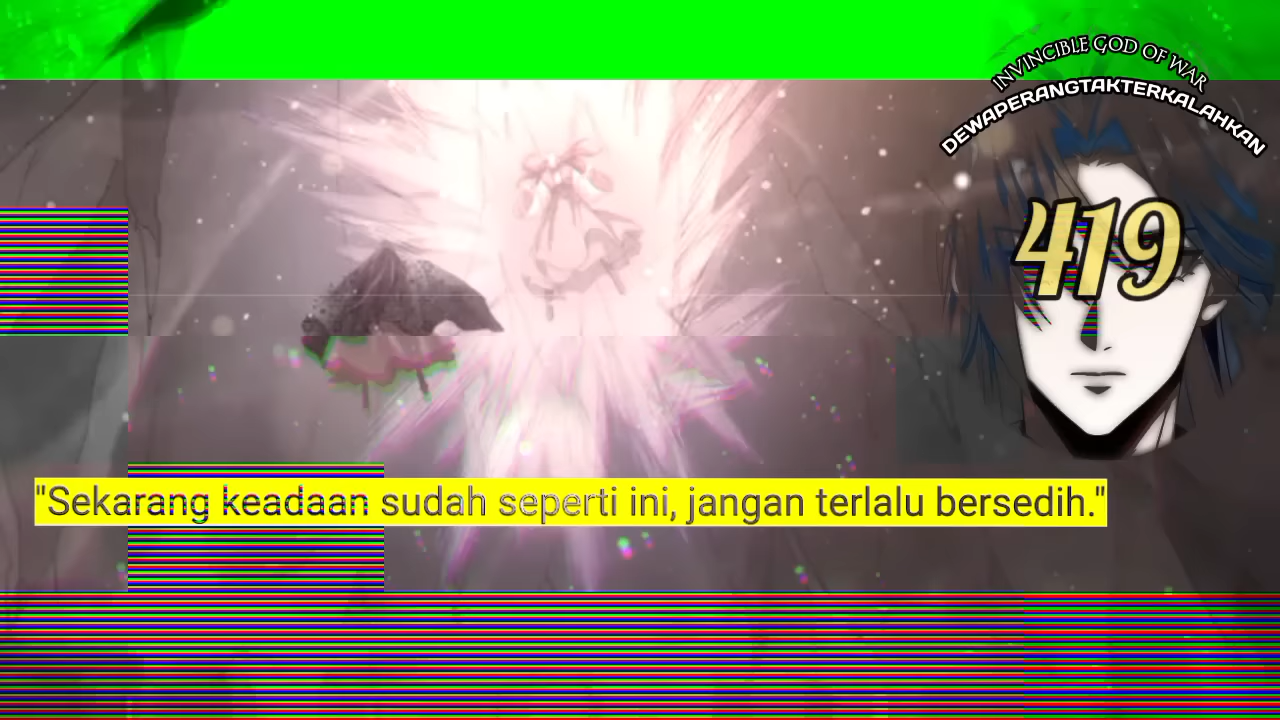 INVINCIBLE GOD OF WAR
DEWAPERANGTAKTERKALAHKAN
419
"Sekarang keadaan sudah seperti ini, jangan terlalu bersedih."